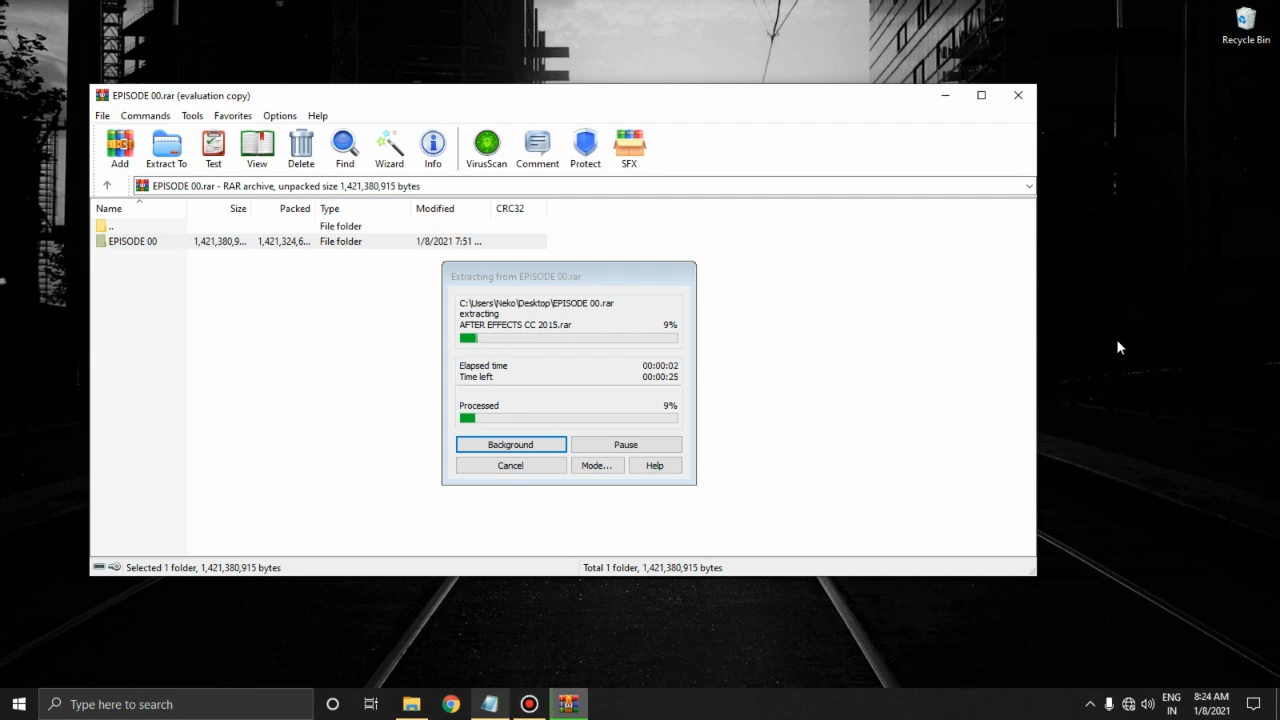 Recycle Bin
EPISODE 00.rar (evaluation copy)
File Commands Tools Favorites Options Help
Add Extract To Test View Delete Find Wizard Info VirusScan Comment Protect SFX
EPISODE 00.rar - RAR archive, unpacked size 1,421,380,915 bytes
Name Size Packed Type Modified CRC32
.. File folder
EPISODE 00 1,421,380,9... 1,421,324,6... File folder 1/8/2021 7:51 ...
Extracting from EPISODE 00.rar
C:\Users\Neko\Desktop\EPISODE 00.rar
extracting
AFTER EFFECTS CC 2015.rar 9%
Elapsed time 00:00:02
Time left 00:00:25
Processed 9%
Background Pause
Cancel Mode... Help
Selected 1 folder, 1,421,380,915 bytes Total 1 folder, 1,421,380,915 bytes
Type here to search
ENG 8:24 AM
IN 1/8/2021